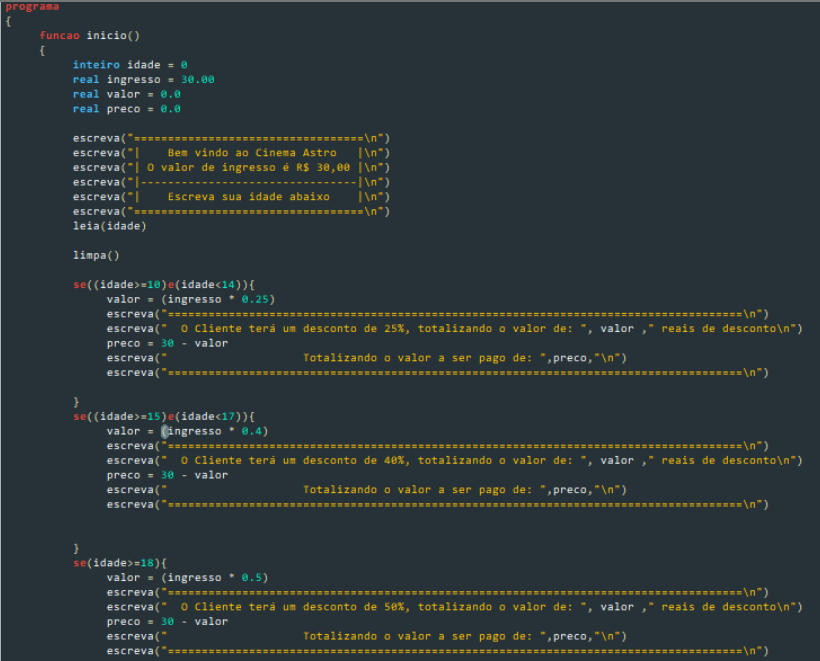 programa
{
funcao inicio()
{
inteiro idade = 0
real ingresso = 30.00
real valor = 0.0
real preco = 0.0
escreva("==================================\n")
escreva("|    Bem vindo ao Cinema Astro   |\n")
escreva("| O valor de ingresso é R$ 30,00 |\n")
escreva("|--------------------------------|\n")
escreva("|    Escreva sua idade abaixo    |\n")
escreva("==================================\n")
leia(idade)
limpa()
se((idade>=10)e(idade<14)){
valor = (ingresso * 0.25)
escreva("=====================================================================================\n")
escreva("  O Cliente terá um desconto de 25%, totalizando o valor de: ", valor ," reais de desconto\n")
preco = 30 - valor
escreva("                    Totalizando o valor a ser pago de: ",preco,"\n")
escreva("=====================================================================================\n")
}
se((idade>=15)e(idade<17)){
valor = (ingresso * 0.4)
escreva("=====================================================================================\n")
escreva("  O Cliente terá um desconto de 40%, totalizando o valor de: ", valor ," reais de desconto\n")
preco = 30 - valor
escreva("                    Totalizando o valor a ser pago de: ",preco,"\n")
escreva("=====================================================================================\n")
}
se(idade>=18){
valor = (ingresso * 0.5)
escreva("=====================================================================================\n")
escreva("  O Cliente terá um desconto de 50%, totalizando o valor de: ", valor ," reais de desconto\n")
preco = 30 - valor
escreva("                    Totalizando o valor a ser pago de: ",preco,"\n")
escreva("=====================================================================================\n")